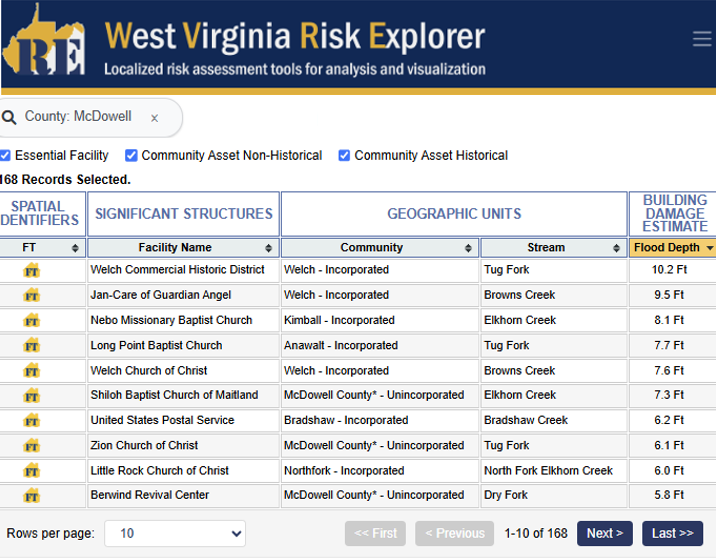 RE West Virginia Risk Explorer
Localized risk assessment tools for analysis and visualization
County: McDowell x
Essential Facility Community Asset Non-Historical Community Asset Historical
168 Records Selected.
SPATIAL DENTIFIERS SIGNIFICANT STRUCTURES GEOGRAPHIC UNITS BUILDING DAMAGE ESTIMATE
FT Facility Name Community Stream Flood Depth
FT Welch Commercial Historic District Welch - Incorporated Tug Fork 10.2 Ft
FT Jan-Care of Guardian Angel Welch - Incorporated Browns Creek 9.5 Ft
FT Nebo Missionary Baptist Church Kimball - Incorporated Elkhorn Creek 8.1 Ft
FT Long Point Baptist Church Anawalt - Incorporated Tug Fork 7.7 Ft
FT Welch Church of Christ Welch - Incorporated Browns Creek 7.6 Ft
FT Shiloh Baptist Church of Maitland McDowell County* - Unincorporated Elkhorn Creek 7.3 Ft
FT United States Postal Service Bradshaw - Incorporated Bradshaw Creek 6.2 Ft
FT Zion Church of Christ McDowell County* - Unincorporated Tug Fork 6.1 Ft
FT Little Rock Church of Christ Northfork - Incorporated North Fork Elkhorn Creek 6.0 Ft
FT Berwind Revival Center McDowell County* - Unincorporated Dry Fork 5.8 Ft
Rows per page: 10 << First < Previous 1-10 of 168 Next > Last >>